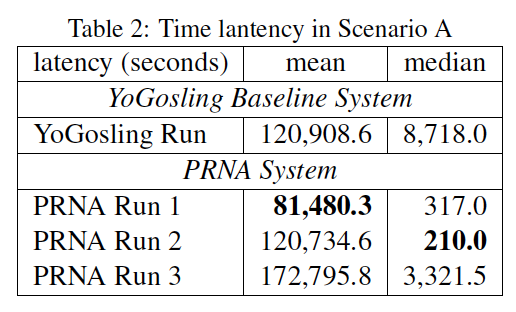 Table 2: Time lantency in Scenario A
latency (seconds) mean median
YoGosling Baseline System
YoGosling Run 120,908.6 8,718.0
PRNA System
PRNA Run 1 81,480.3 317.0
PRNA Run 2 120,734.6 210.0
PRNA Run 3 172,795.8 3,321.5